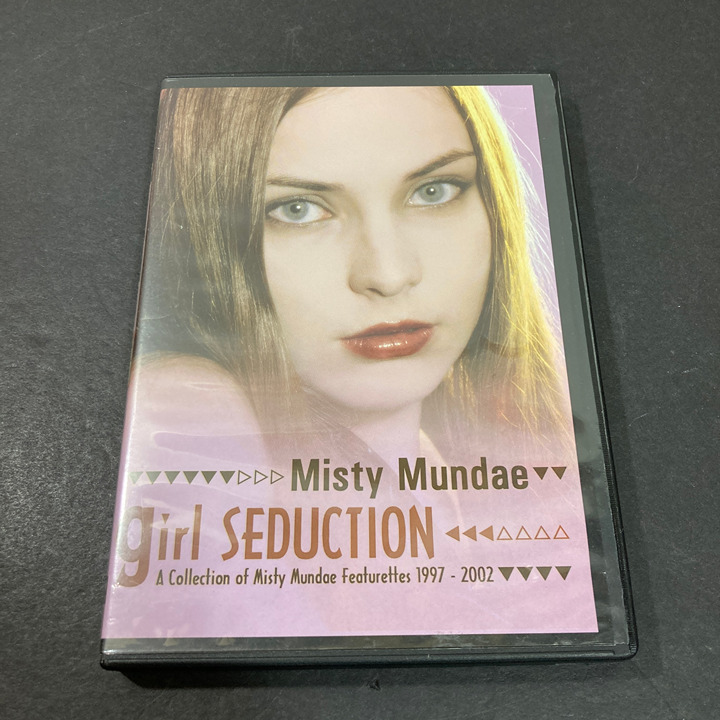 Misty Mundae
girl SEDUCTION
A Collection of Misty Mundae Featurettes 1997 - 2002